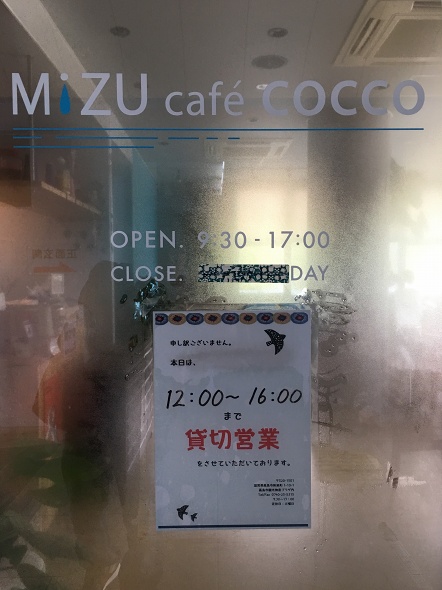 MiZU café cocco
OPEN. 9:30 - 17:00
CLOSE. DAY
申し訳ございません。
本日は、
12:00〜 16:00
まで
貸切営業
をさせていただいております。